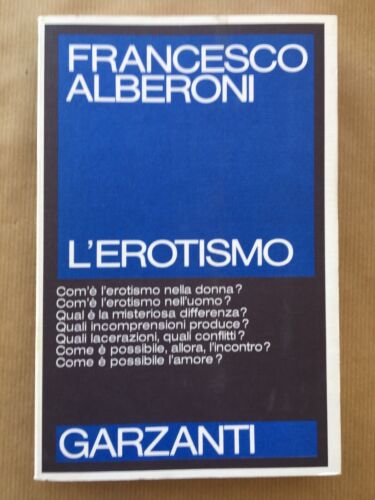 FRANCESCO
ALBERONI
L'EROTISMO
Com'è l'erotismo nella donna?
Com'è l'erotismo nell'uomo?
Qual è la misteriosa differenza?
Quali incomprensioni produce?
Quali lacerazioni, quali conflitti?
Come è possibile, allora, l'incontro?
Come è possibile l'amore?
GARZANTI